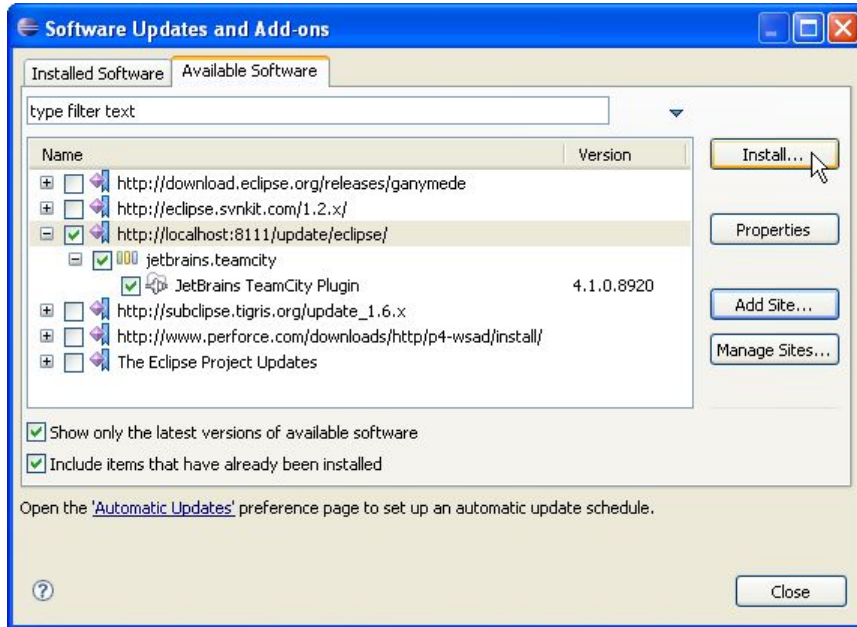 Software Updates and Add-ons
Installed Software
Available Software
type filter text
Name
Version
Install...
http://download.eclipse.org/releases/ganymede
http://eclipse.svnkit.com/1.2.x/
http://localhost:8111/update/eclipse/
Properties
jetbrains.teamcity
JetBrains TeamCity Plugin
4.1.0.8920
http://subclipse.tigris.org/update_1.6.x
Add Site...
http://www.perforce.com/downloads/http/p4-wsad/install/
Manage Sites...
The Eclipse Project Updates
Show only the latest versions of available software
Include items that have already been installed
Open the 'Automatic Updates' preference page to set up an automatic update schedule.
?
Close